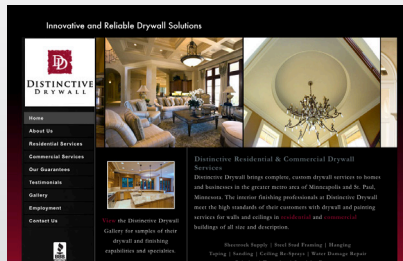 Innovative and Reliable Drywall Solutions
DD
DISTINCTIVE
DRYWALL
Home
About Us
Residential Services
Commercial Services
Our Guarantees
Testimonials
Gallery
Employment
Contact Us
BBB
View the Distinctive Drywall
Gallery for samples of their
drywall and finishing
capabilities and specialties.
Distinctive Residential & Commercial Drywall
Services
Distinctive Drywall brings complete, custom drywall services to homes
and businesses in the greater metro area of Minneapolis and St. Paul,
Minnesota. The interior finishing professionals at Distinctive Drywall
meet the high standards of their customers with drywall and painting
services for walls and ceilings in residential and commercial
buildings of all size and description.
Sheetrock Supply | Steel Stud Framing | Hanging
Taping | Sanding | Ceiling Re-Sprays | Water Damage Repair